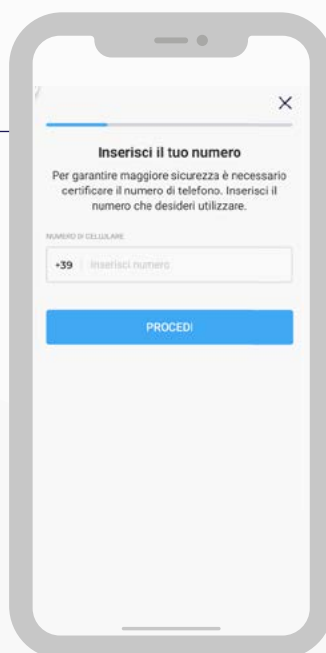 Inserisci il tuo numero
Per garantire maggiore sicurezza è necessario
certificare il numero di telefono. Inserisci il
numero che desideri utilizzare.
NUMERO DI CELLULARE
+39 Inserisci numero
PROCEDI